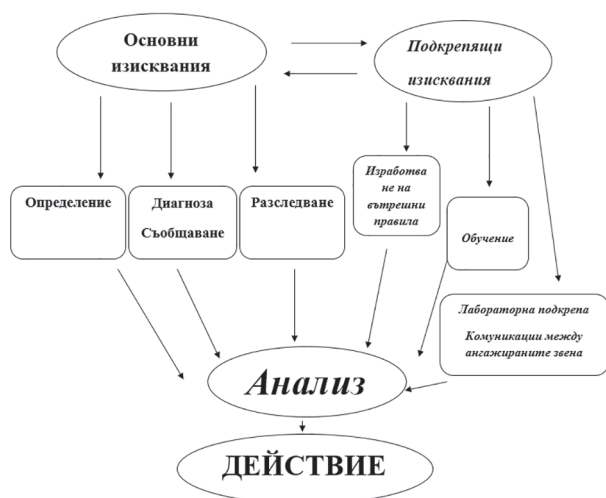 Основни
изисквания
Подкрепящи
изисквания
Определение
Диагноза
Съобщаване
Разследване
Изработва
не на
вътрешни
правила
Обучение
Лабораторна подкрепа
Комуникации между
ангажираните звена
Анализ
ДЕЙСТВИЕ